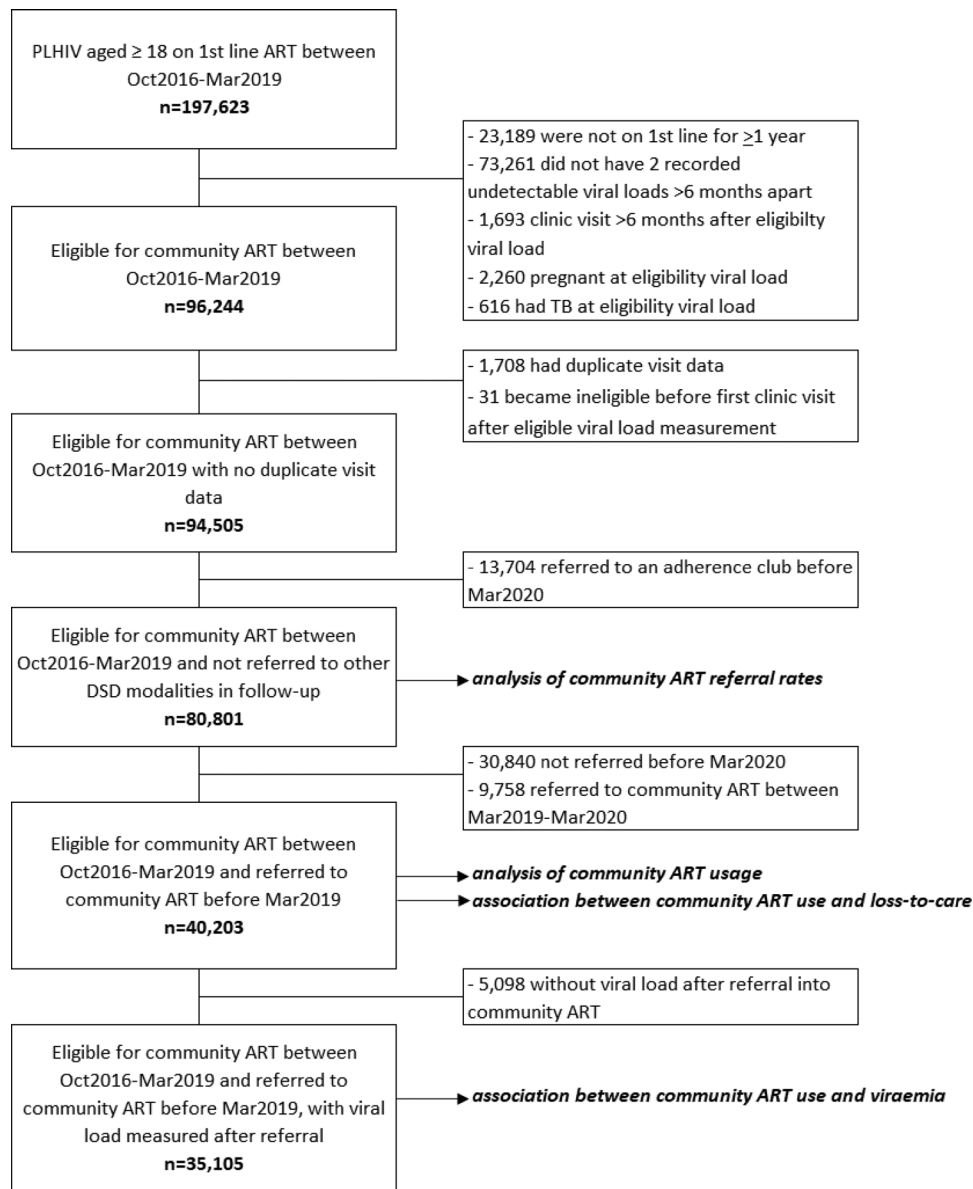 PLHIV aged ≥ 18 on 1st line ART between
Oct2016-Mar2019
n=197,623
- 23,189 were not on 1st line for ≥1 year
- 73,261 did not have 2 recorded
undetectable viral loads >6 months apart
- 1,693 clinic visit >6 months after eligibilty
viral load
- 2,260 pregnant at eligibility viral load
- 616 had TB at eligibility viral load
Eligible for community ART between
Oct2016-Mar2019
n=96,244
- 1,708 had duplicate visit data
- 31 became ineligible before first clinic visit
after eligible viral load measurement
Eligible for community ART between
Oct2016-Mar2019 with no duplicate visit
data
n=94,505
- 13,704 referred to an adherence club before
Mar2020
Eligible for community ART between
Oct2016-Mar2019 and not referred to other
DSD modalities in follow-up
n=80,801
analysis of community ART referral rates
- 30,840 not referred before Mar2020
- 9,758 referred to community ART between
Mar2019-Mar2020
Eligible for community ART between
Oct2016-Mar2019 and referred to
community ART before Mar2019
n=40,203
analysis of community ART usage
association between community ART use and loss-to-care
- 5,098 without viral load after referral into
community ART
Eligible for community ART between
Oct2016-Mar2019 and referred to
community ART before Mar2019, with viral
load measured after referral
n=35,105
association between community ART use and viraemia